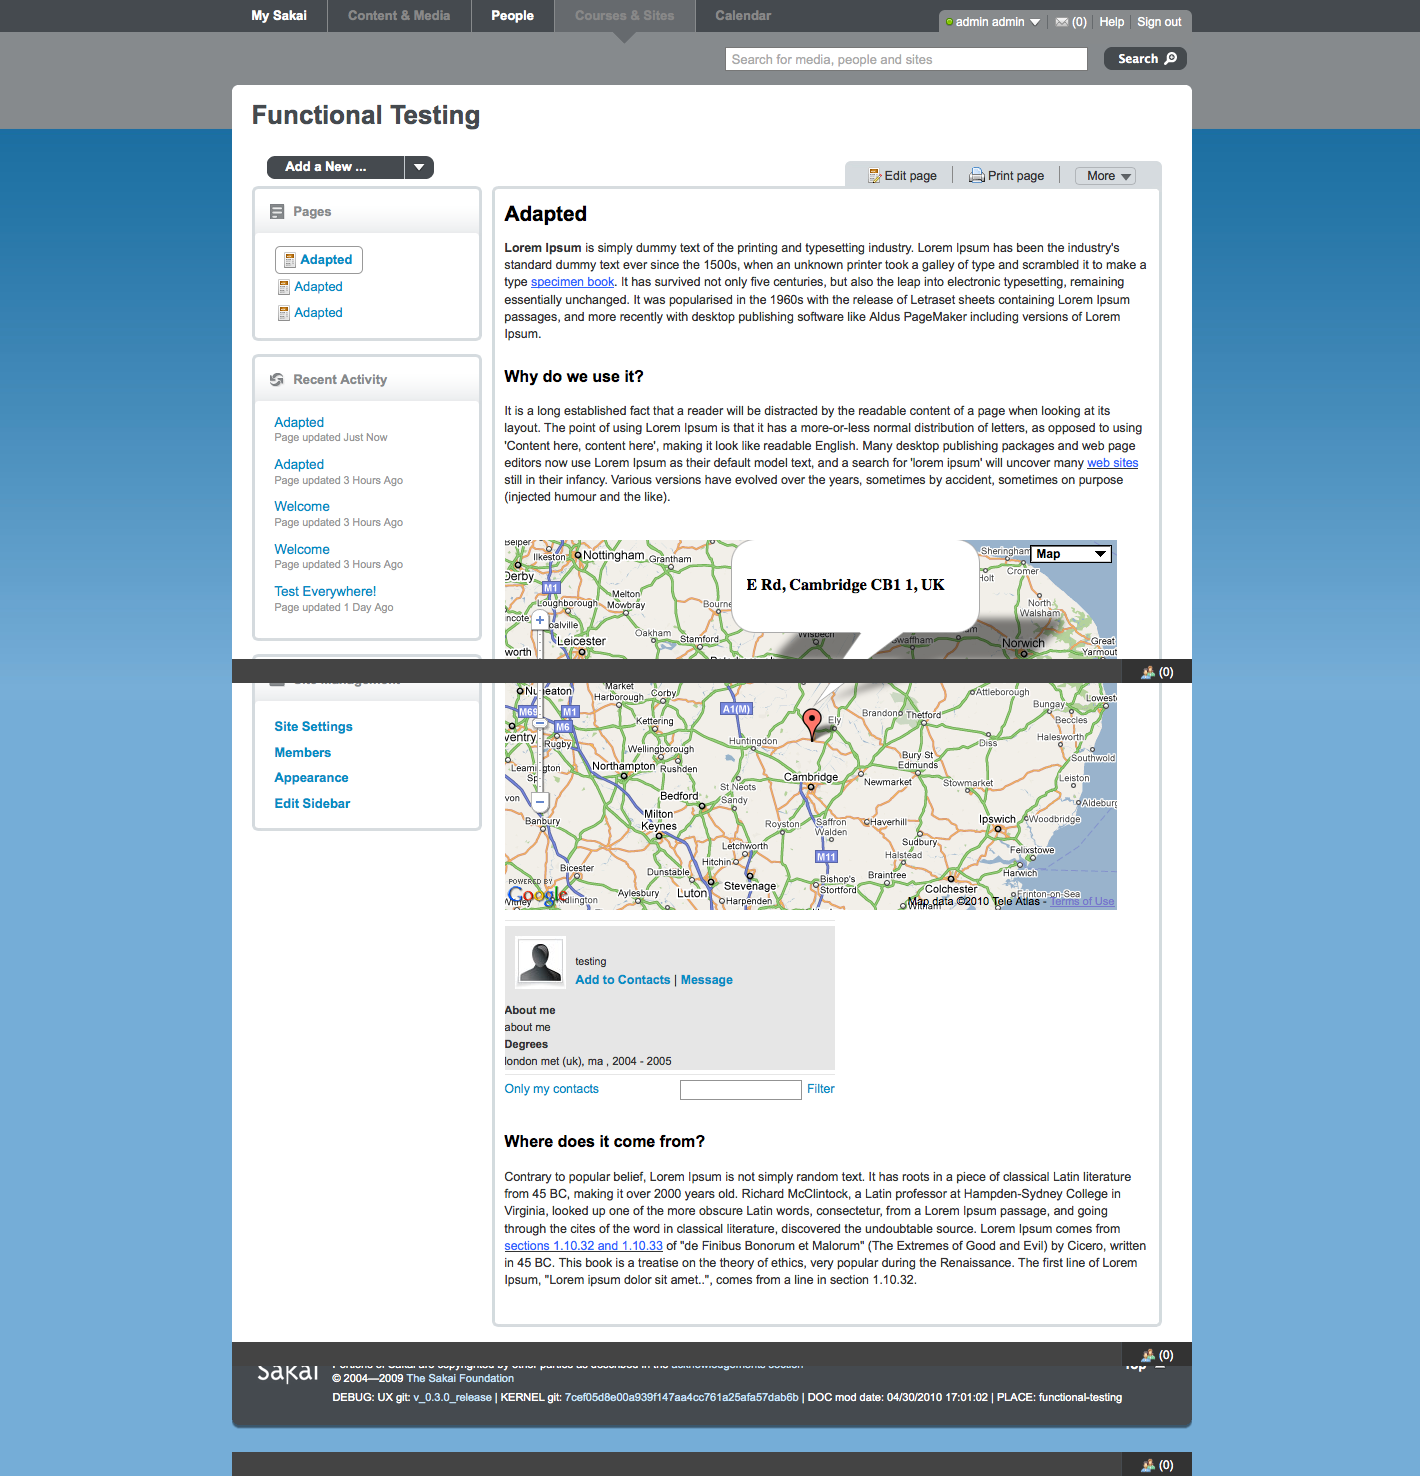 My Sakai
Content & Media
People
Courses & Sites
Calendar
admin admin
(0)
Help
Sign out
Search for media, people and sites
Search
Functional Testing
Add a New ...
Edit page
Print page
More
Pages
Adapted
Adapted
Adapted
Recent Activity
Adapted
Page updated Just Now
Adapted
Page updated 3 Hours Ago
Welcome
Page updated 3 Hours Ago
Welcome
Page updated 3 Hours Ago
Test Everywhere!
Page updated 1 Day Ago
Site Settings
Members
Appearance
Edit Sidebar
Adapted
Lorem Ipsum is simply dummy text of the printing and typesetting industry. Lorem Ipsum has been the industry's
standard dummy text ever since the 1500s, when an unknown printer took a galley of type and scrambled it to make a
type specimen book. It has survived not only five centuries, but also the leap into electronic typesetting, remaining
essentially unchanged. It was popularised in the 1960s with the release of Letraset sheets containing Lorem Ipsum
passages, and more recently with desktop publishing software like Aldus PageMaker including versions of Lorem
Ipsum.
Why do we use it?
It is a long established fact that a reader will be distracted by the readable content of a page when looking at its
layout. The point of using Lorem Ipsum is that it has a more-or-less normal distribution of letters, as opposed to using
'Content here, content here', making it look like readable English. Many desktop publishing packages and web page
editors now use Lorem Ipsum as their default model text, and a search for 'lorem ipsum' will uncover many web sites
still in their infancy. Various versions have evolved over the years, sometimes by accident, sometimes on purpose
(injected humour and the like).
Ilkeston
Nottingham
Grantham
Sheringham
Map
Cromer
Holt
Derby
M1
E Rd, Cambridge CB1 1, UK
Loughborough
Melton
Mowbray
Bourne
North
Walsham
Leicester
Oakham
Stamford
Wisbech
Swaffham
Norwich
Great
Yarmouth
(0)
Nuneaton
Market
Harborough
Corby
A1(M)
Attleborough
Bungay
Lowest
Beccles
M69
M1
M6
Kettering
Ely
Brandon
Thetford
Rugby
Huntingdon
Diss
Halesworth
Wellingborough
Rushden
Bury St
Edmunds
Southwold
Northampton
Cambridge
Newmarket
Stowmarket
Leiston
St Neots
Bedford
Sandy
Aldeburg
Banbury
Milton
Keynes
Royston
Saffron
Walden
Haverhill
Ipswich
Woodbridge
Sudbury
Letchworth
M11
Halstead
Felixstowe
Hitchin
Harwich
Bicester
Dunstable
Stevenage
Bishop's
Stortford
Braintree
Colchester
POWERED BY
Google
Kidlington
Aylesbury
Luton
Harpenden
Witham
Frinton-on-Sea
Map data ©2010 Tele Atlas - Terms of Use
testing
Add to Contacts | Message
About me
about me
Degrees
london met (uk), ma , 2004 - 2005
Only my contacts
Filter
Where does it come from?
Contrary to popular belief, Lorem Ipsum is not simply random text. It has roots in a piece of classical Latin literature
from 45 BC, making it over 2000 years old. Richard McClintock, a Latin professor at Hampden-Sydney College in
Virginia, looked up one of the more obscure Latin words, consectetur, from a Lorem Ipsum passage, and going
through the cites of the word in classical literature, discovered the undoubtable source. Lorem Ipsum comes from
sections 1.10.32 and 1.10.33 of "de Finibus Bonorum et Malorum" (The Extremes of Good and Evil) by Cicero, written
in 45 BC. This book is a treatise on the theory of ethics, very popular during the Renaissance. The first line of Lorem
Ipsum, "Lorem ipsum dolor sit amet..", comes from a line in section 1.10.32.
(0)
Sakai
Portions of Sakai are copyrighted by other parties as described in the acknowledgements section
Top
© 2004—2009 The Sakai Foundation
DEBUG: UX git: v_0.3.0_release | KERNEL git: 7cef05d8e00a939f147aa4cc761a25afa57dab6b | DOC mod date: 04/30/2010 17:01:02 | PLACE: functional-testing
(0)